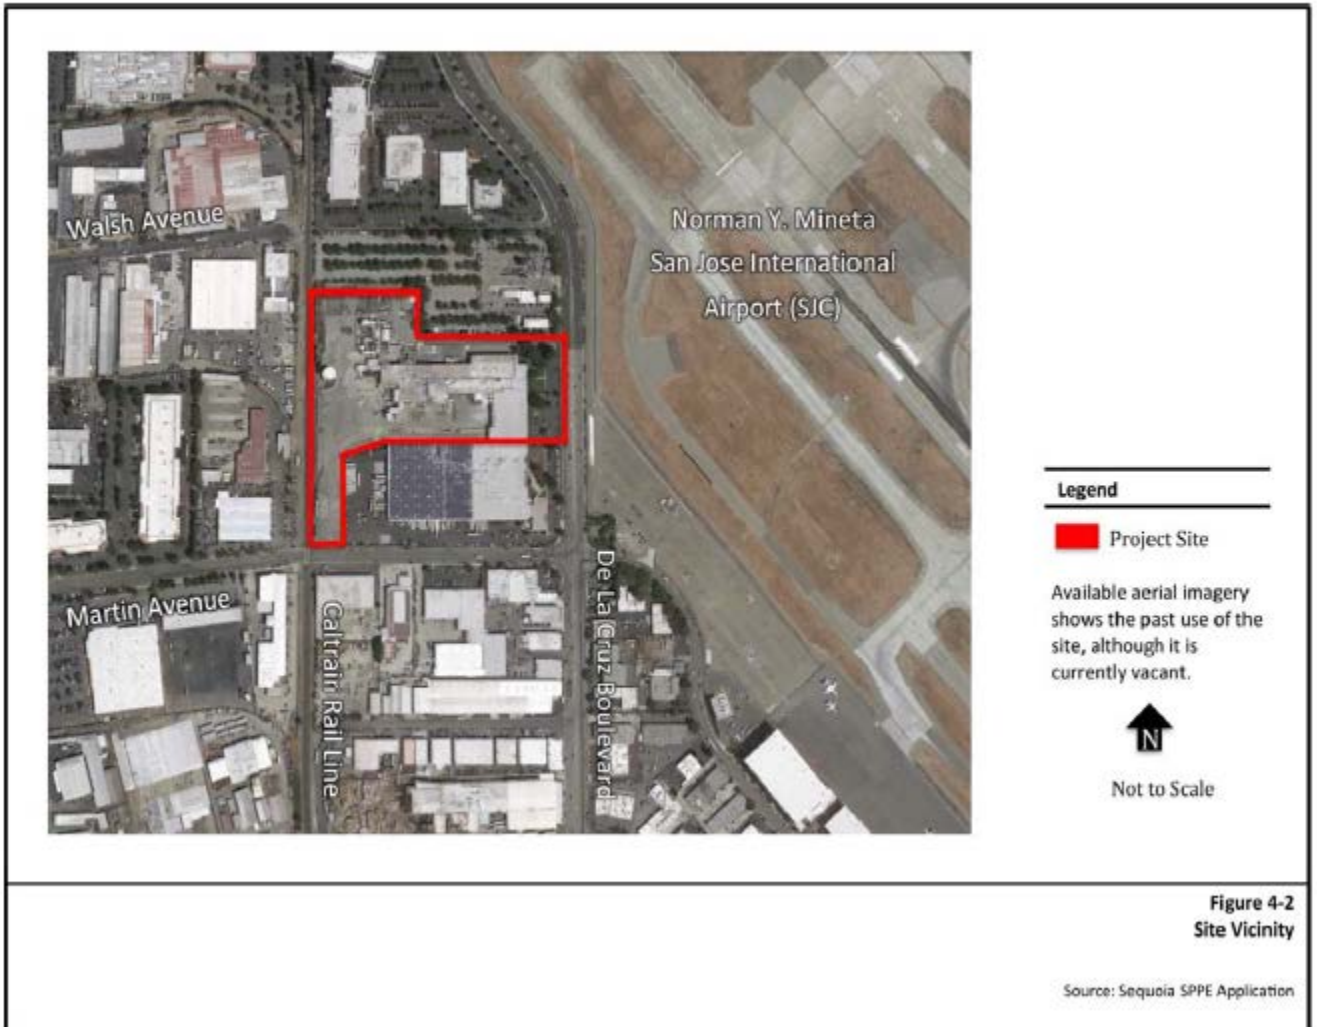 Walsh Avenue
Norman Y. Mineta
San Jose International
Airport (SJC)
Martin Avenue
Caltrain Rail Line
De La Cruz Boulevard
Legend
Project Site
Available aerial imagery
shows the past use of the
site, although it is
currently vacant.
N
Not to Scale
Figure 4-2
Site Vicinity
Source: Sequoia SPPE Application